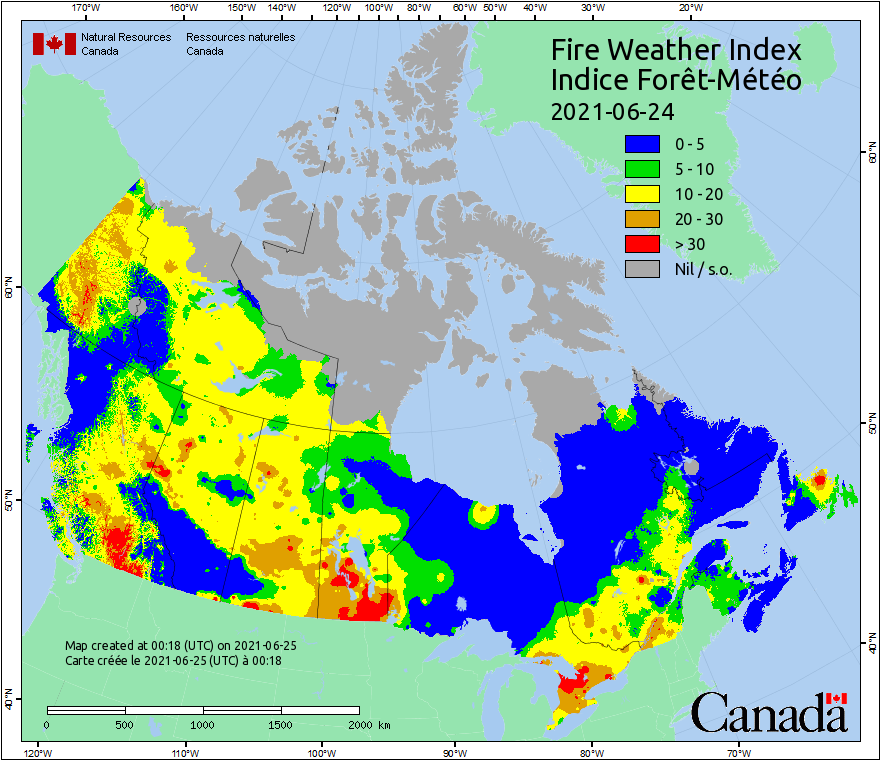 170°W 160°W 150°W 140°W 130°W 120°W 110°W 100°W 90°W 80°W 70°W 60°W 50°W 40°W 30°W 20°W
Natural Resources Ressources naturelles
Canada Canada
Fire Weather Index
Indice Forêt-Météo
2021-06-24
0 - 5
5 - 10
10 - 20
20 - 30
> 30
Nil / s.o.
60°N 60°N
50°N 50°N
40°N 40°N
Map created at 00:18 (UTC) on 2021-06-25
Carte créée le 2021-06-25 (UTC) à 00:18
0 500 1000 1500 2000 km
Canada
120°W 110°W 100°W 90°W 80°W 70°W